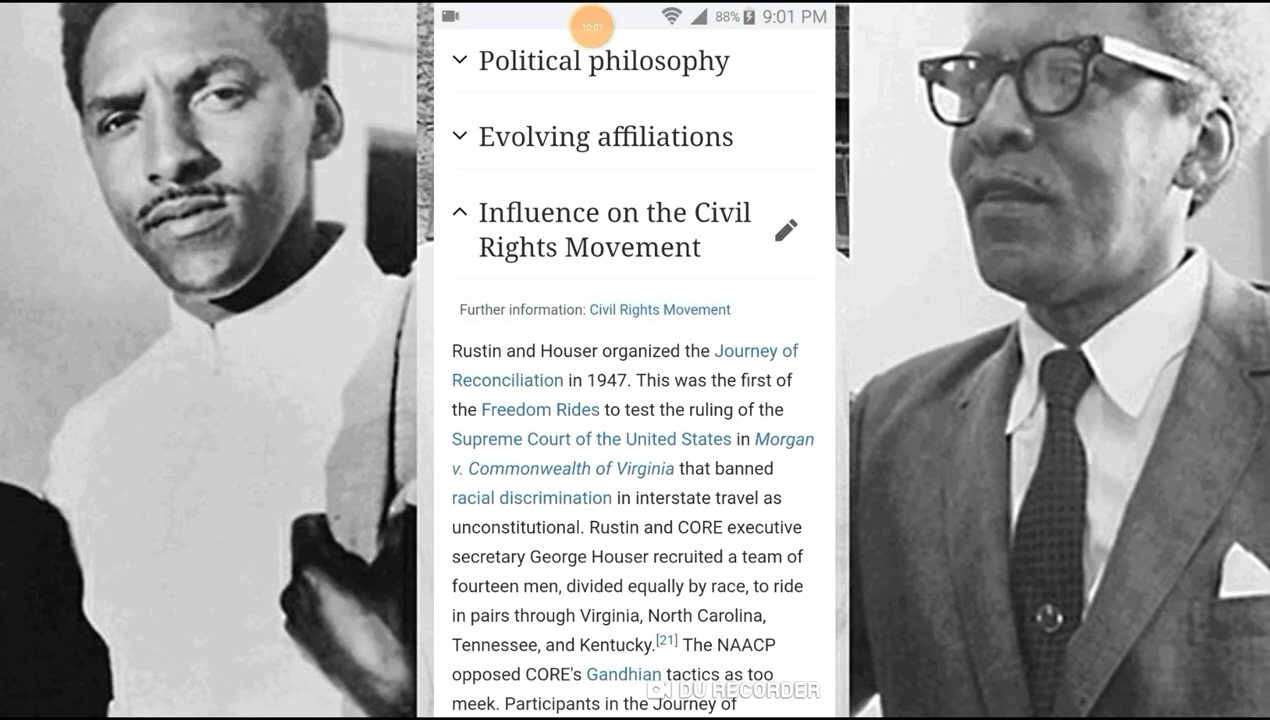 88% 9:01 PM
10:07
Political philosophy
Evolving affiliations
Influence on the Civil
Rights Movement
Further information: Civil Rights Movement
Rustin and Houser organized the Journey of
Reconciliation in 1947. This was the first of
the Freedom Rides to test the ruling of the
Supreme Court of the United States in Morgan
v. Commonwealth of Virginia that banned
racial discrimination in interstate travel as
unconstitutional. Rustin and CORE executive
secretary George Houser recruited a team of
fourteen men, divided equally by race, to ride
in pairs through Virginia, North Carolina,
Tennessee, and Kentucky.[21] The NAACP
opposed CORE's Gandhian tactics as too
meek. Participants in the Journey of
DU RECORDER